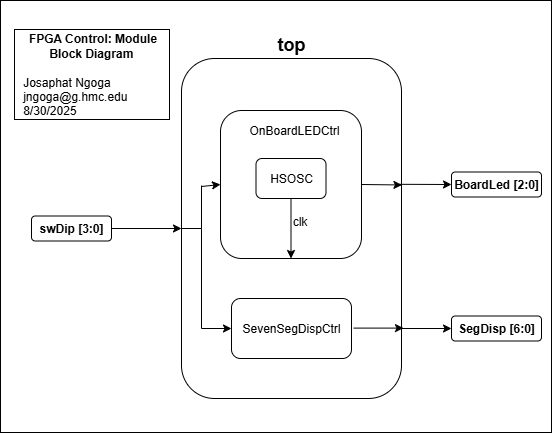 FPGA Control: Module
Block Diagram
Josaphat Ngoga
jngoga@g.hmc.edu
8/30/2025
top
OnBoardLEDCtrl
HSOSC
BoardLed [2:0]
clk
swDip [3:0]
SevenSegDispCtrl
SegDisp [6:0]